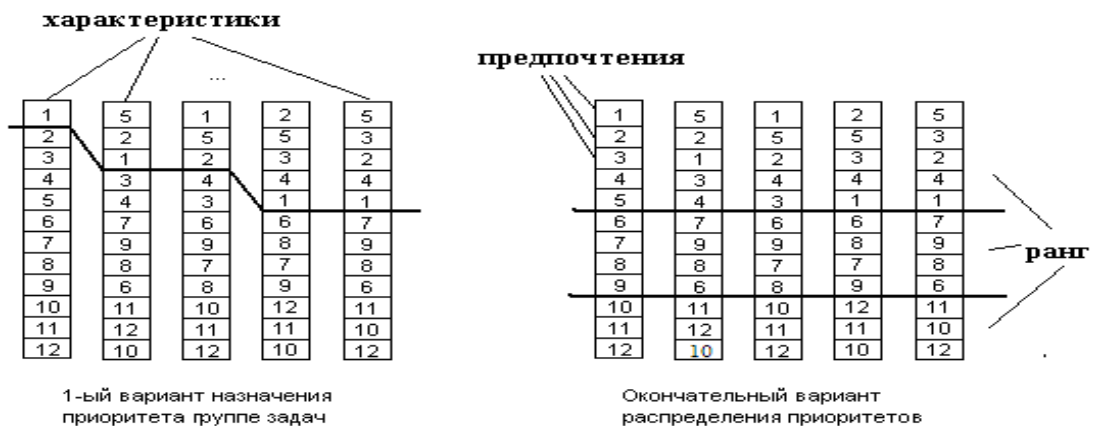 характеристики
...
1 5 1 2 5
2 2 5 5 3
3 1 2 3 2
4 3 4 4 4
5 4 3 1 1
6 7 6 6 7
7 9 9 8 9
8 8 7 7 8
9 6 8 9 6
10 11 10 12 11
11 12 11 11 10
12 10 12 10 12
1-ый вариант назначения
приоритета группе задач
предпочтения
1 5 1 2 5
2 2 5 5 3
3 1 2 3 2
4 3 4 4 4
5 4 3 1 1
6 7 6 6 7
7 9 9 8 9
8 8 7 7 8
9 6 8 9 6
10 11 10 12 11
11 12 11 11 10
12 10 12 10 12
ранг
Окончательный вариант
распределения приоритетов